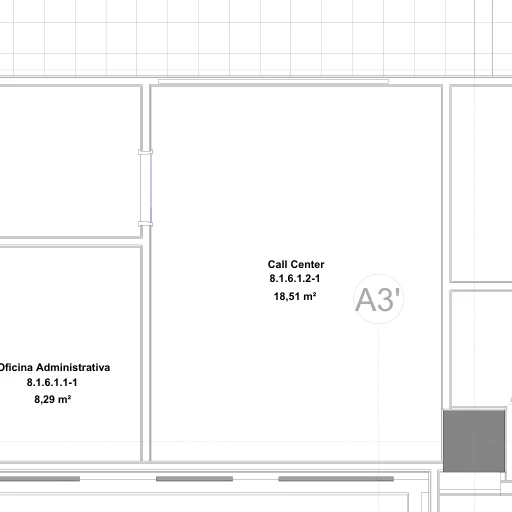 Call Center
8.1.6.1.2-1
18,51 m²
A3'
Oficina Administrativa
8.1.6.1.1-1
8,29 m²